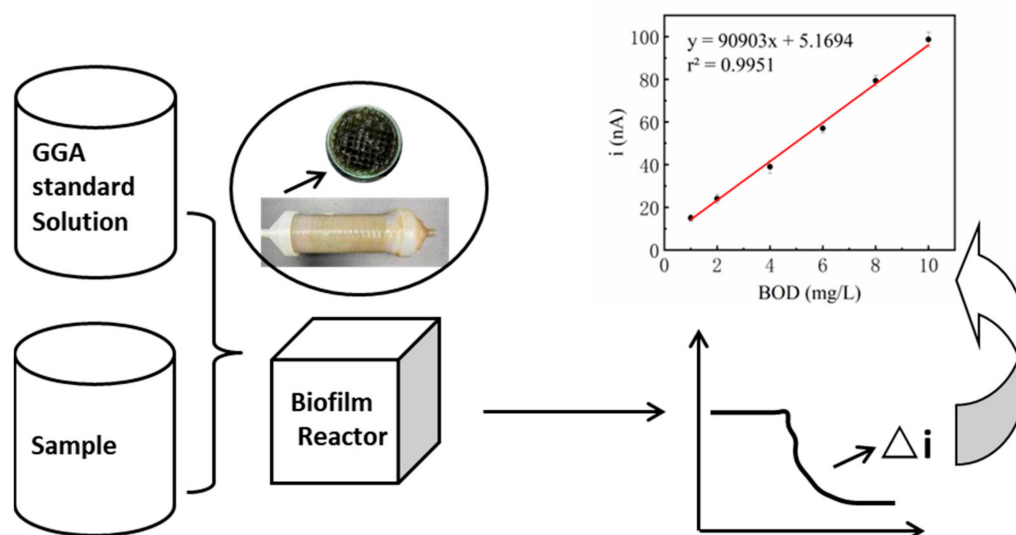 GGA
standard
Solution
Sample
Biofilm
Reactor
△i
y = 90903x + 5.1694
r² = 0.9951
i (nA)
100
80
60
40
20
0
0 2 4 6 8 10
BOD (mg/L)